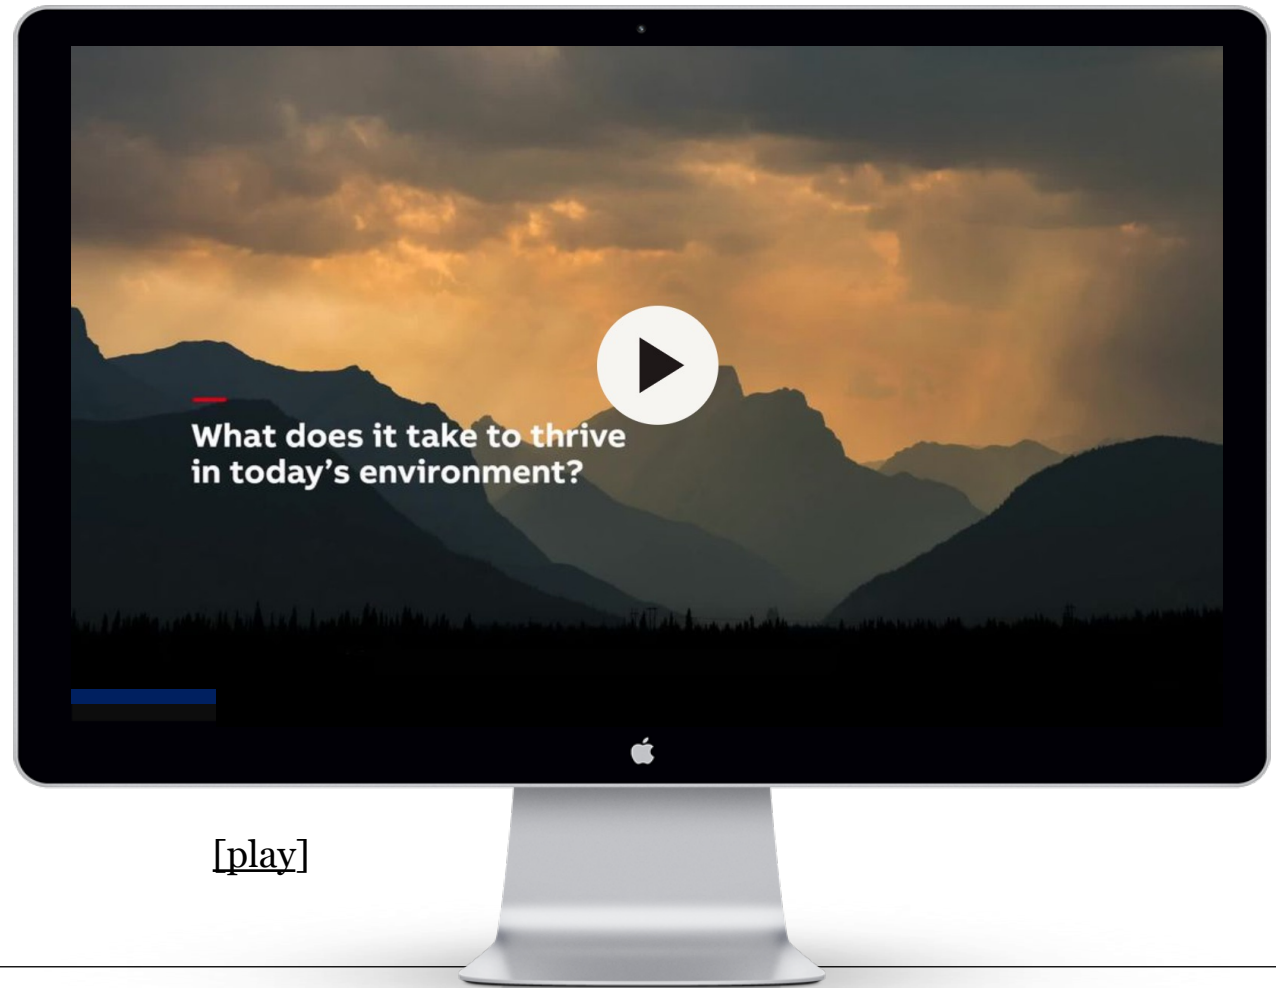 What does it take to thrive
in today’s environment?
[play]